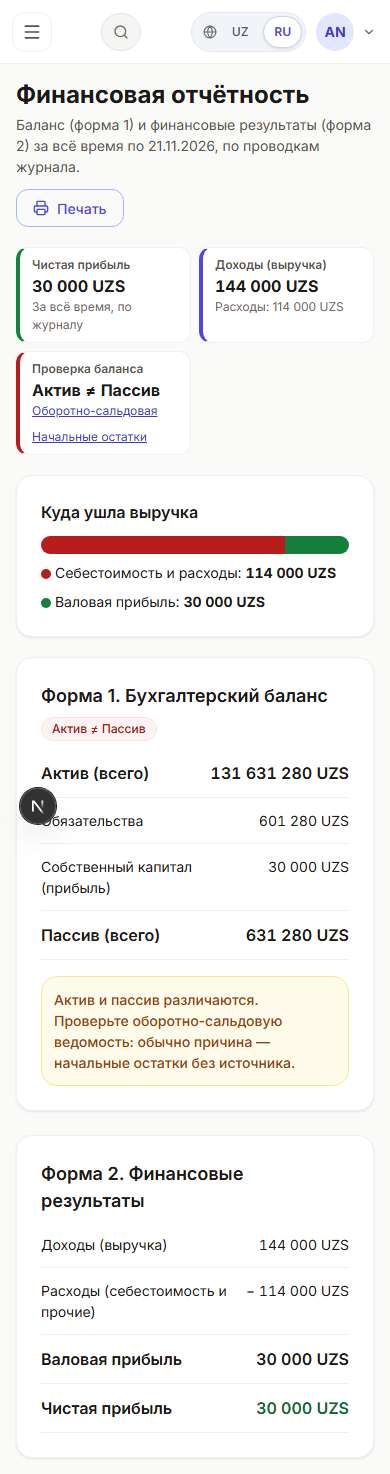 UZ
RU
AN
Финансовая отчётность
Баланс (форма 1) и финансовые результаты (форма
2) за всё время по 21.11.2026, по проводкам
журнала.
Печать
Чистая прибыль
30 000 UZS
За всё время, по
журналу
Доходы (выручка)
144 000 UZS
Расходы: 114 000 UZS
Проверка баланса
Актив ≠ Пассив
Оборотно-сальдовая
Начальные остатки
Куда ушла выручка
Себестоимость и расходы: 114 000 UZS
Валовая прибыль: 30 000 UZS
Форма 1. Бухгалтерский баланс
Актив ≠ Пассив
Актив (всего) 131 631 280 UZS
Обязательства 601 280 UZS
Собственный капитал 30 000 UZS
(прибыль)
Пассив (всего) 631 280 UZS
Актив и пассив различаются.
Проверьте оборотно-сальдовую
ведомость: обычно причина —
начальные остатки без источника.
Форма 2. Финансовые
результаты
Доходы (выручка) 144 000 UZS
Расходы (себестоимость и − 114 000 UZS
прочие)
Валовая прибыль 30 000 UZS
Чистая прибыль 30 000 UZS